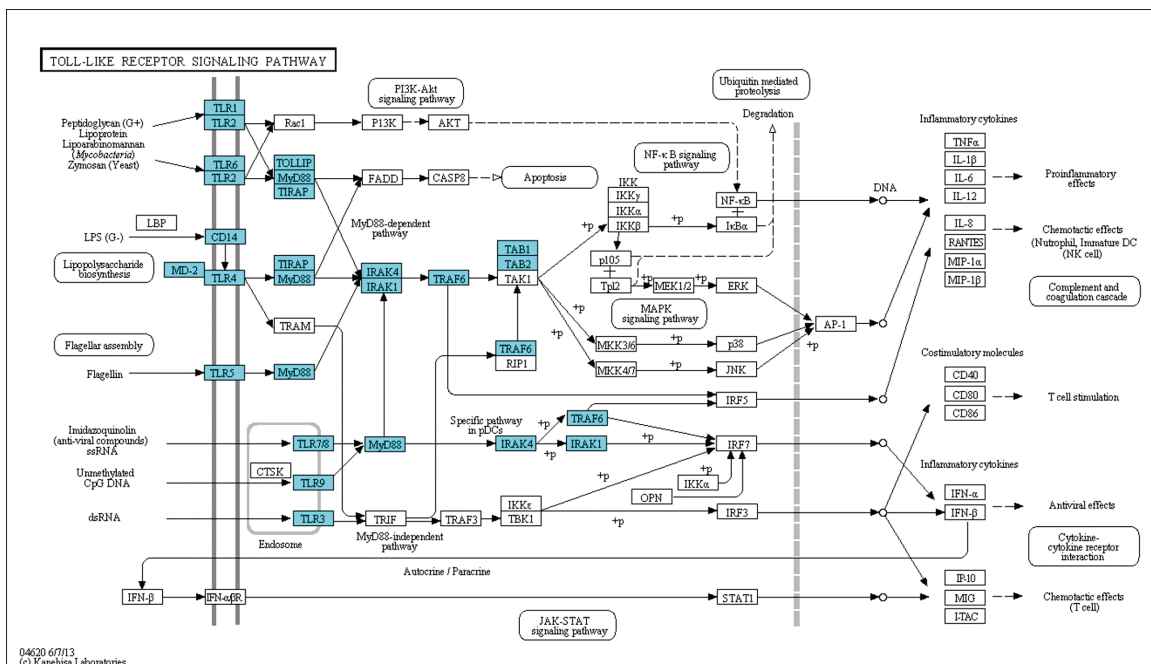 TOLL-LIKE RECEPTOR SIGNALING PATHWAY
PI3K-Akt
signaling pathway
Ubiquitin mediated
proteolysis
Degradation
TLR1
TLR2
Peptidoglycan (G+)
Lipoprotein
Lipoarabinomannan
(Mycobacteria)
Zymosan (Yeast)
Rac1
PI3K
AKT
Inflammatory cytokines
TNFα
IL-1β
IL-6
IL-12
Proinflammatory
effects
TLR6
TLR2
TOLLIP
MyD88
TIRAP
FADD
CASP8
Apoptosis
NF-κB signaling
pathway
IKK
IKKγ
IKKα
IKKβ
+p
NF-κB
IκBα
DNA
LBP
LPS (G-)
CD14
MyD88-dependent
pathway
IL-8
RANTES
MIP-1α
MIP-1β
Chemotactic effects
(Nutrophil, Immature DC
(NK cell)
Lipopolysaccharide
biosynthesis
MD-2
TLR4
TIRAP
MyD88
IRAK4
IRAK1
TRAF6
TAB1
TAB2
TAK1
+p
+p
p105
Tpl2
+p
MEK1/2
+p
ERK
Complement and
coagulation cascade
MAPK
signaling pathway
TRAM
+p
+p
MKK3/6
+p
p38
AP-1
+p
MKK4/7
+p
JNK
Flagellar assembly
Flagellin
TLR5
MyD88
TRAF6
RIP1
Costimulatory molecules
CD40
CD80
CD86
T cell stimulation
IRF5
Imidazoquinolin
(anti-viral compounds)
ssRNA
TLR7/8
MyD88
Specific pathway
in pDCs
IRAK4
+p
+p
TRAF6
IRAK1
+p
IRF7
Unmethylated
CpG DNA
CTSK
TLR9
+p
+p
IKKα
OPN
Inflammatory cytokines
IFN-α
IFN-β
Antiviral effects
dsRNA
TLR3
TRIF
TRAF3
IKKε
TBK1
+p
IRF3
Endosome
MyD88-independent
pathway
Cytokine-
cytokine receptor
interaction
Autocrine / Paracrine
IFN-β
IFN-αβR
STAT1
IP-10
MIG
I-TAC
Chemotactic effects
(T cell)
JAK-STAT
signaling pathway
04620 6/7/13
(c) Kanehisa Laboratories